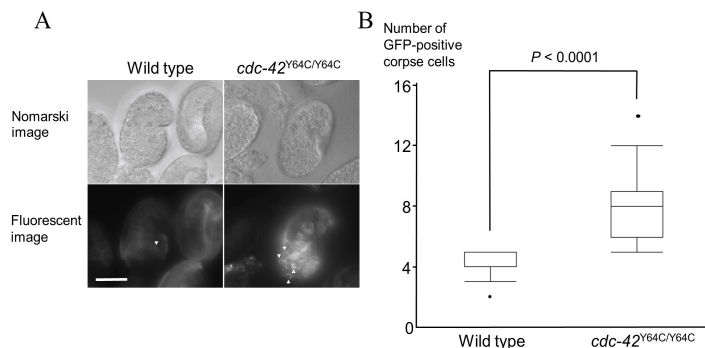 A
Wild type
cdc-42Y64C/Y64C
Nomarski
image
Fluorescent
image
B
Number of
GFP-positive
corpse cells
P < 0.0001
16
12
8
4
0
Wild type
cdc-42Y64C/Y64C